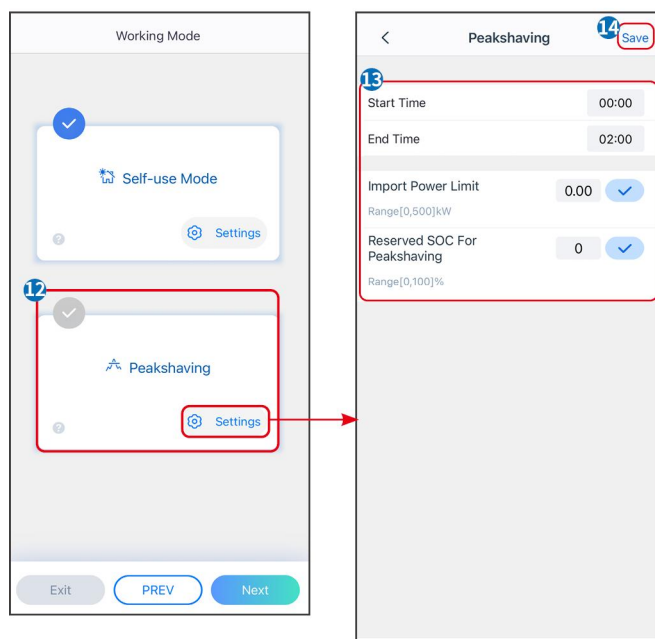 Working Mode
Self-use Mode
Settings
?
12
Peakshaving
Settings
?
Exit
PREV
Next
Peakshaving
14
Save
13
Start Time
00:00
End Time
02:00
Import Power Limit
0.00
Range[0,500]kW
Reserved SOC For
Peakshaving
0
Range[0,100]%